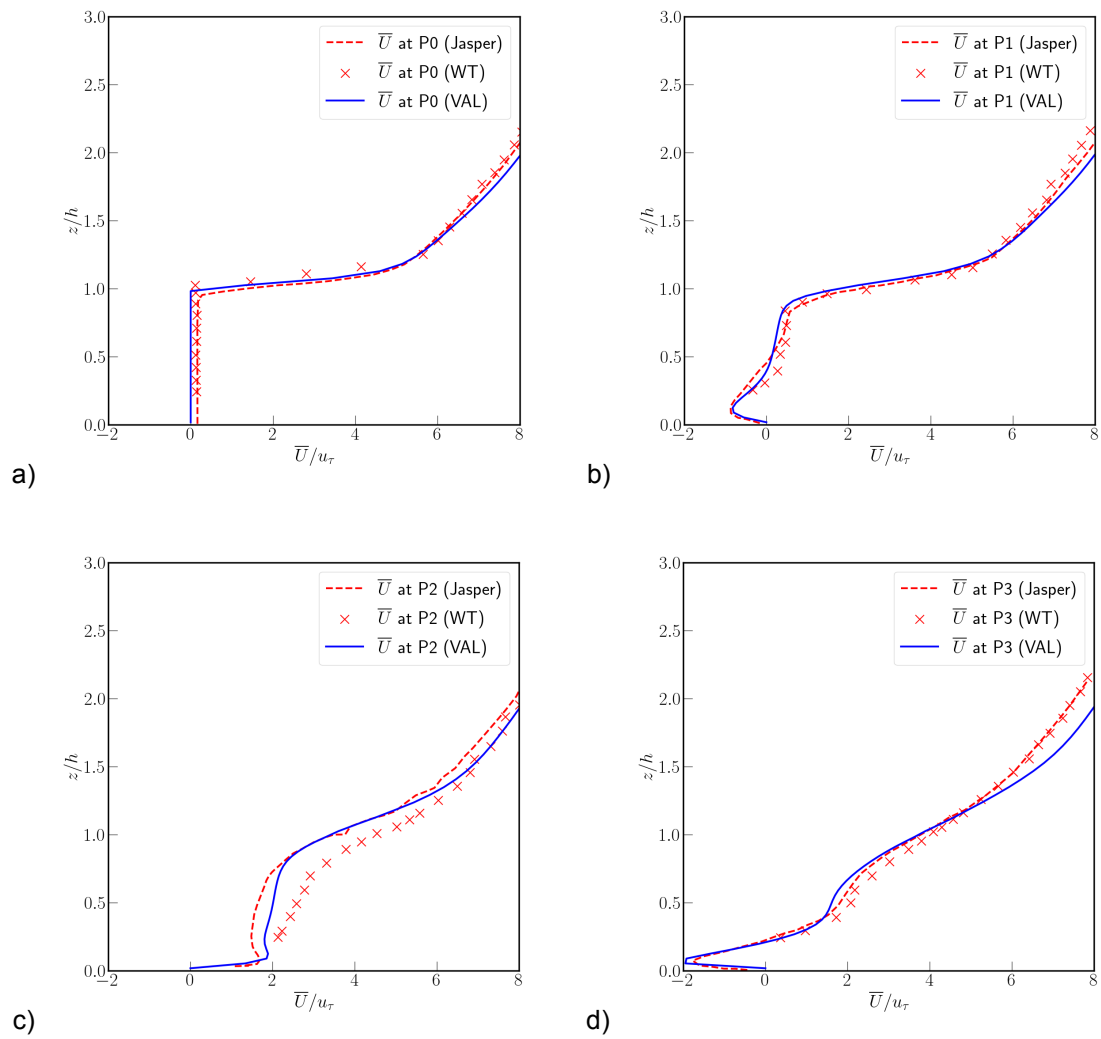 3.0
2.5
2.0
1.5
1.0
0.5
0.0
z/h
−2 0 2 4 6 8
U̅/uτ
U̅ at P0 (Jasper)
U̅ at P0 (WT)
U̅ at P0 (VAL)
a)
3.0
2.5
2.0
1.5
1.0
0.5
0.0
z/h
−2 0 2 4 6 8
U̅/uτ
U̅ at P1 (Jasper)
U̅ at P1 (WT)
U̅ at P1 (VAL)
b)
3.0
2.5
2.0
1.5
1.0
0.5
0.0
z/h
−2 0 2 4 6 8
U̅/uτ
U̅ at P2 (Jasper)
U̅ at P2 (WT)
U̅ at P2 (VAL)
c)
3.0
2.5
2.0
1.5
1.0
0.5
0.0
z/h
−2 0 2 4 6 8
U̅/uτ
U̅ at P3 (Jasper)
U̅ at P3 (WT)
U̅ at P3 (VAL)
d)